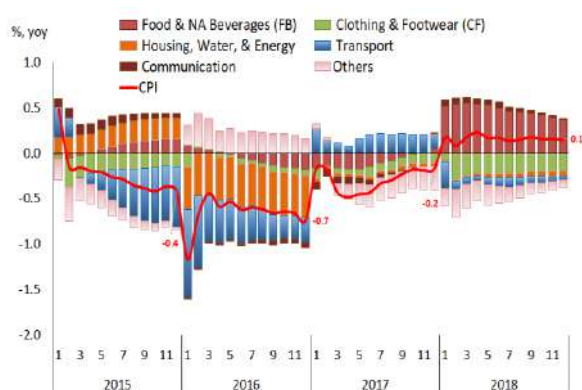 %, yoy
Food & NA Beverages (FB) Clothing & Footwear (CF)
Housing, Water, & Energy Transport
Communication Others
CPI
1.0
0.5
0.0
-0.5
-1.0
-1.5
-2.0
-0.4
-0.7
-0.2
0.1
1 3 5 7 9 11 1 3 5 7 9 11 1 3 5 7 9 11 1 3 5 7 9 11
2015 2016 2017 2018